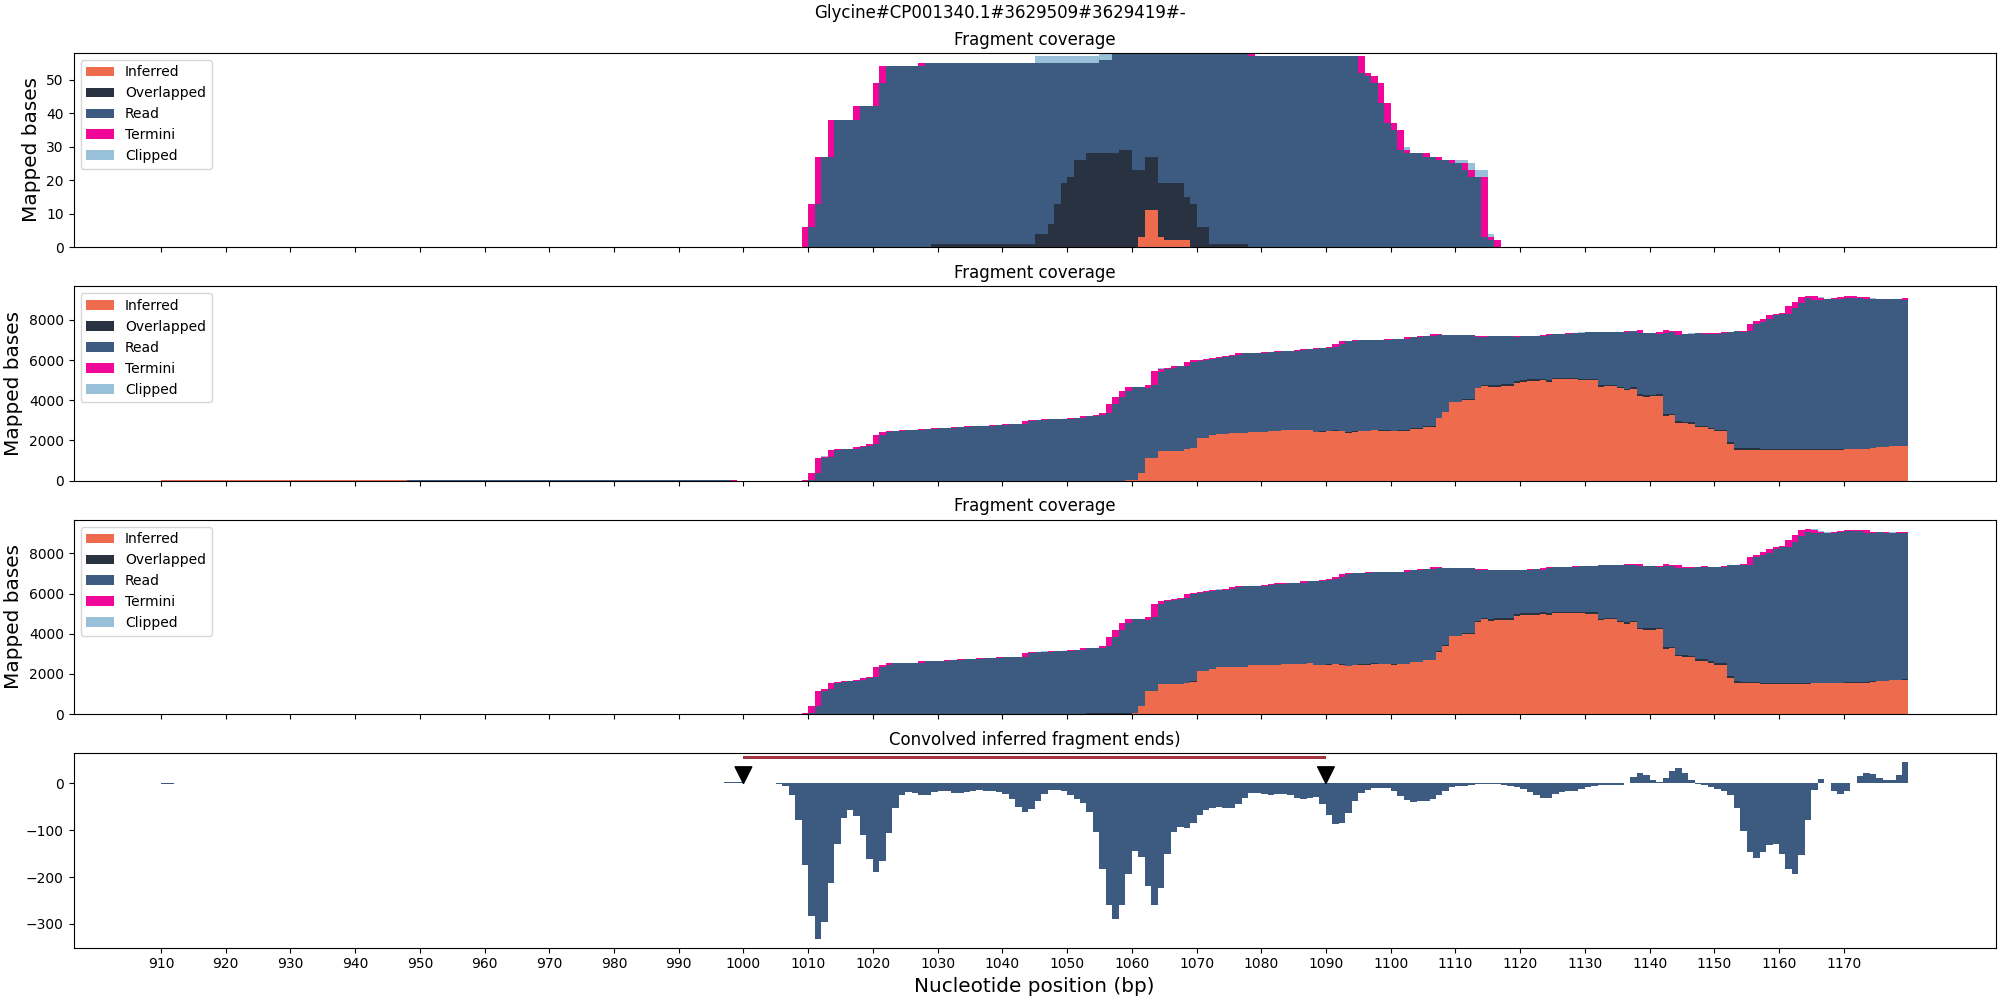 Glycine#CP001340.1#3629509#3629419#-
Fragment coverage
Mapped bases
50
40
30
20
10
0
Inferred
Overlapped
Read
Termini
Clipped
Fragment coverage
Mapped bases
8000
6000
4000
2000
0
Inferred
Overlapped
Read
Termini
Clipped
Fragment coverage
Mapped bases
8000
6000
4000
2000
0
Inferred
Overlapped
Read
Termini
Clipped
Convolved inferred fragment ends)
0
−100
−200
−300
910 920 930 940 950 960 970 980 990 1000 1010 1020 1030 1040 1050 1060 1070 1080 1090 1100 1110 1120 1130 1140 1150 1160 1170
Nucleotide position (bp)